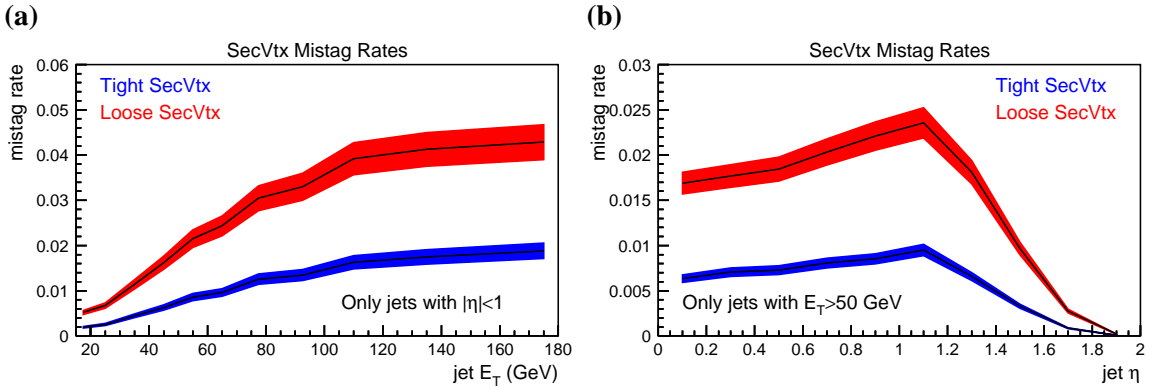 (a)
SecVtx Mistag Rates
mistag rate
0.06
0.05
0.04
0.03
0.02
0.01
0
Tight SecVtx
Loose SecVtx
Only jets with |η|<1
20 40 60 80 100 120 140 160 180
jet E_T (GeV)
(b)
SecVtx Mistag Rates
mistag rate
0.03
0.025
0.02
0.015
0.01
0.005
0
Tight SecVtx
Loose SecVtx
Only jets with E_T>50 GeV
0 0.2 0.4 0.6 0.8 1 1.2 1.4 1.6 1.8 2
jet η